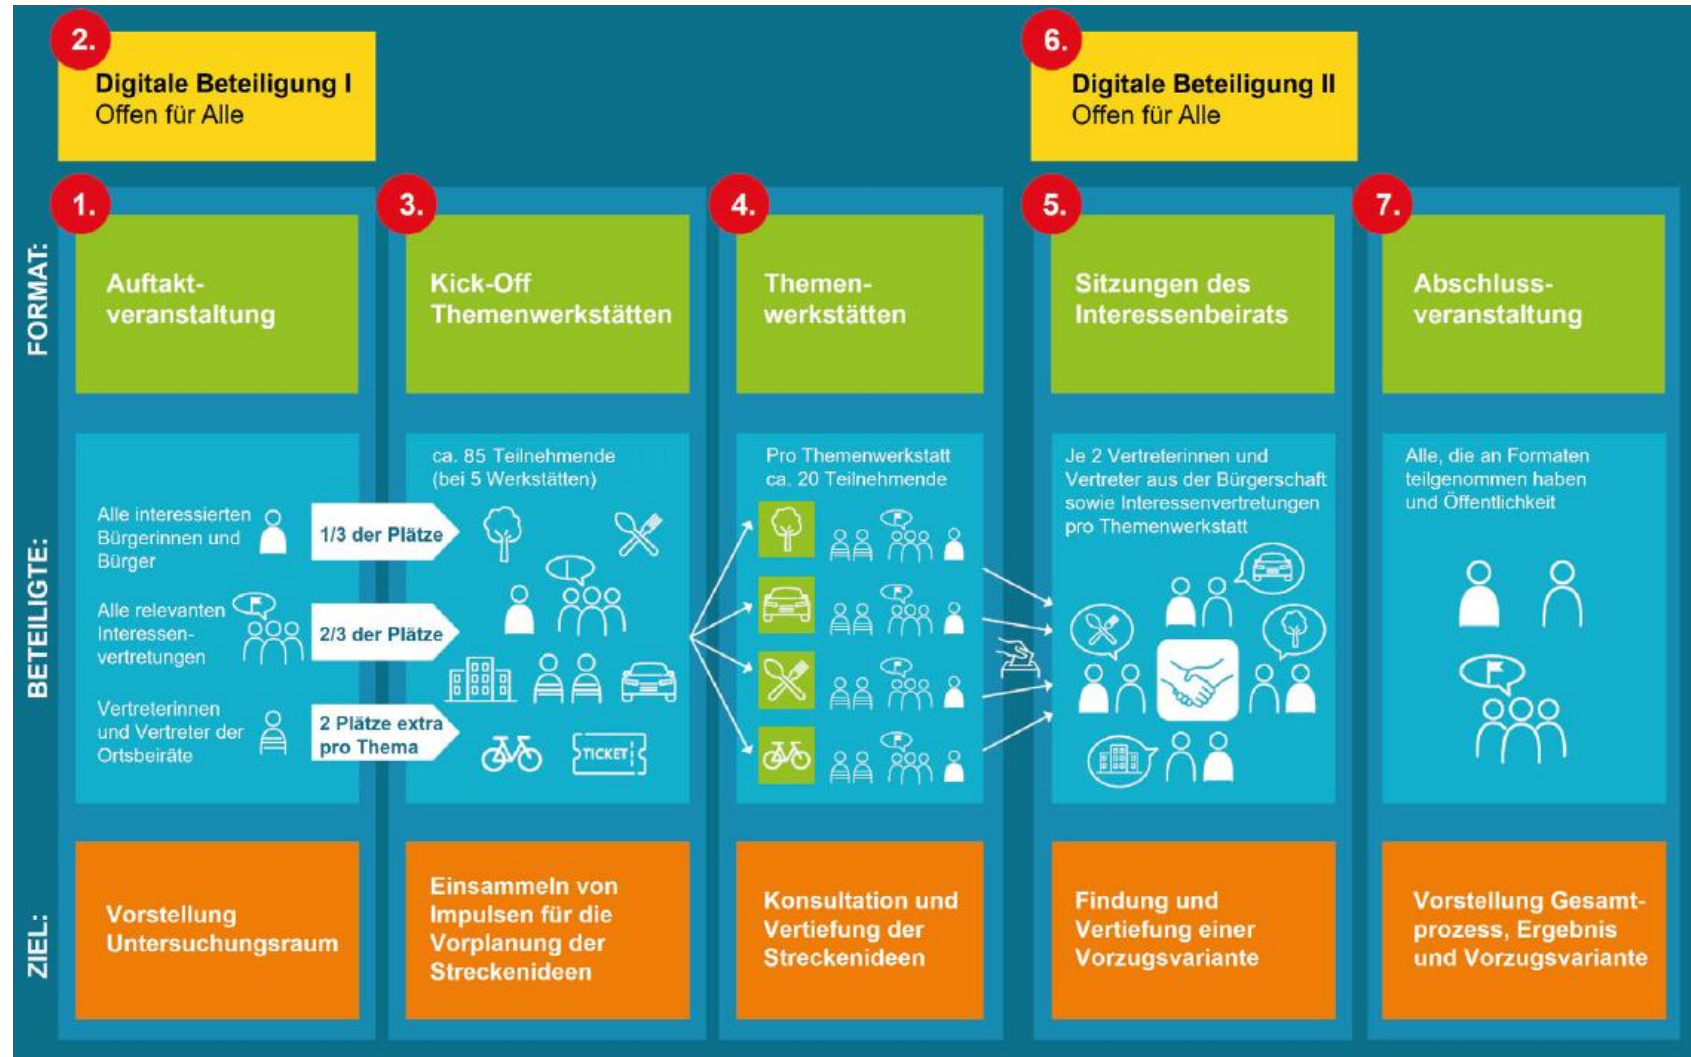 2.
Digitale Beteiligung I
Offen für Alle
6.
Digitale Beteiligung II
Offen für Alle
FORMAT:
1.
Auftakt-
veranstaltung
3.
Kick-Off
Themenwerkstätten
4.
Themen-
werkstätten
5.
Sitzungen des
Interessenbeirats
7.
Abschluss-
veranstaltung
BETEILIGTE:
Alle interessierten
Bürgerinnen und
Bürger
1/3 der Plätze
Alle relevanten
Interessen-
vertretungen
2/3 der Plätze
Vertreterinnen
und Vertreter der
Ortsbeiräte
2 Plätze extra
pro Thema
ca. 85 Teilnehmende
(bei 5 Werkstätten)
TICKET
Pro Themenwerkstatt
ca. 20 Teilnehmende
Je 2 Vertreterinnen und
Vertreter aus der Bürgerschaft
sowie Interessenvertretungen
pro Themenwerkstatt
Alle, die an Formaten
teilgenommen haben
und Öffentlichkeit
ZIEL:
Vorstellung
Untersuchungsraum
Einsammeln von
Impulsen für die
Vorplanung der
Streckenideen
Konsultation und
Vertiefung der
Streckenideen
Findung und
Vertiefung einer
Vorzugsvariante
Vorstellung Gesamt-
prozess, Ergebnis
und Vorzugsvariante